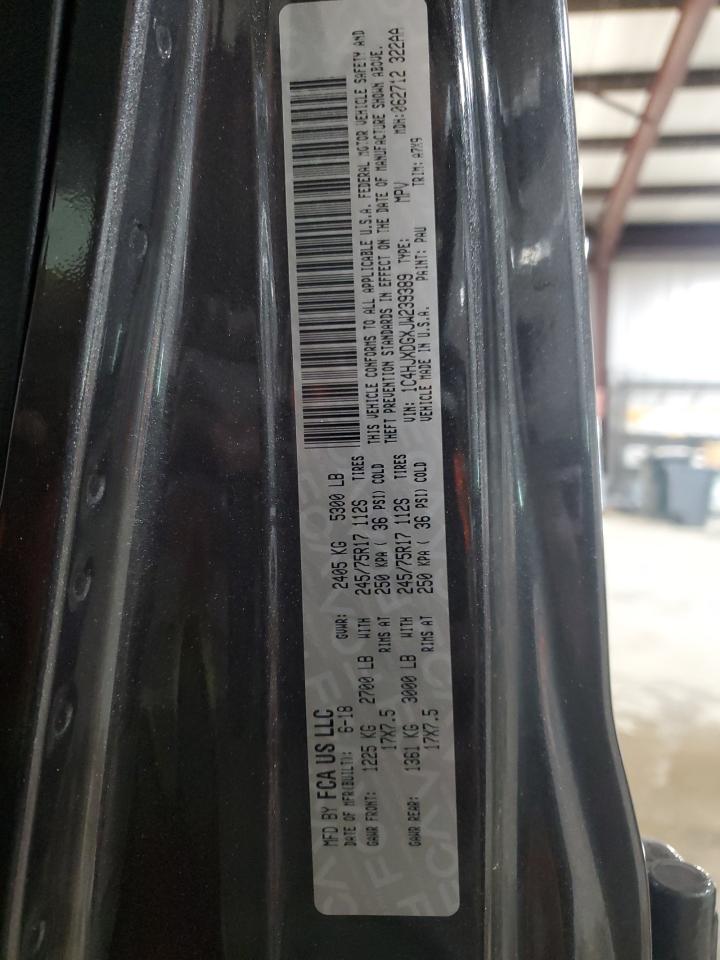 MFD BY FCA US LLC
DATE OF MFR(BUILT): 6-18 GVWR: 2405 KG 5300 LB
GAWR FRONT: 1225 KG 2700 LB WITH 245/75R17 112S TIRES
17X7.5 RIMS AT 250 KPA ( 36 PSI) COLD
GAWR REAR: 1361 KG 3000 LB WITH 245/75R17 112S TIRES
17X7.5 RIMS AT 250 KPA ( 36 PSI) COLD
THIS VEHICLE CONFORMS TO ALL APPLICABLE U.S.A. FEDERAL MOTOR VEHICLE SAFETY AND
THEFT PREVENTION STANDARDS IN EFFECT ON THE DATE OF MANUFACTURE SHOWN ABOVE.
VIN: 1C4HJXDGXJW239389 TYPE: MPV MDH: 062712 322AA
VEHICLE MADE IN U.S.A. PAINT: PAU TRIM: A7X9